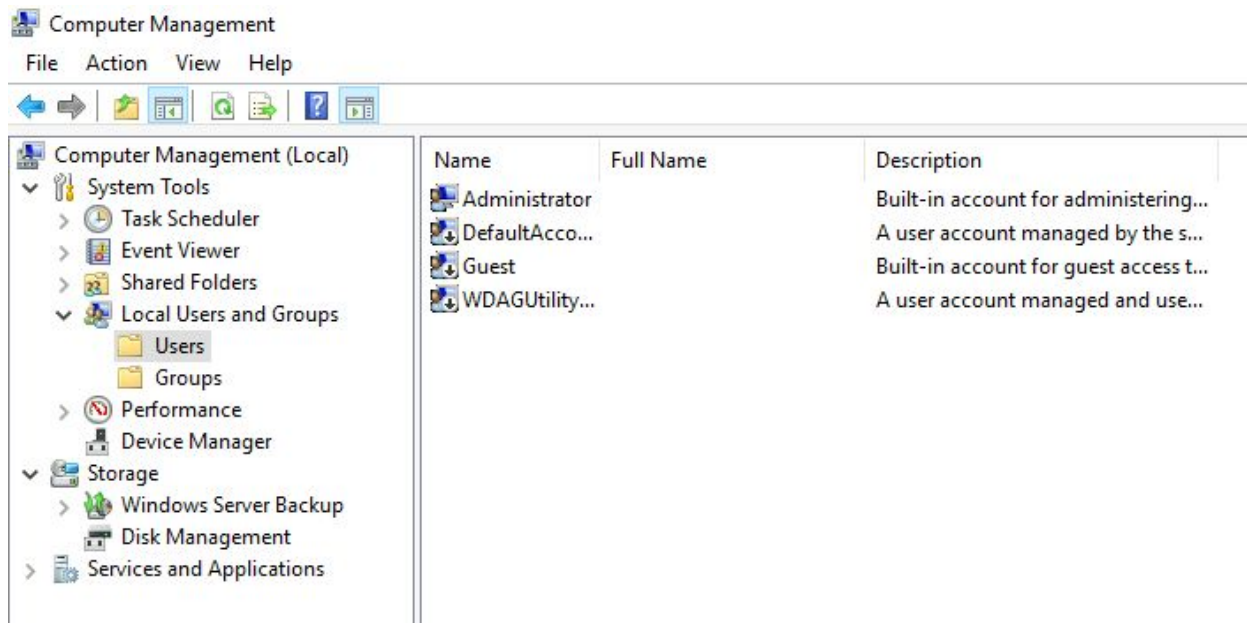 Computer Management
File Action View Help
Computer Management (Local)
System Tools
Task Scheduler
Event Viewer
Shared Folders
Local Users and Groups
Users
Groups
Performance
Device Manager
Storage
Windows Server Backup
Disk Management
Services and Applications
Name Full Name Description
Administrator Built-in account for administering...
DefaultAcco... A user account managed by the s...
Guest Built-in account for guest access t...
WDAGUtility... A user account managed and use...